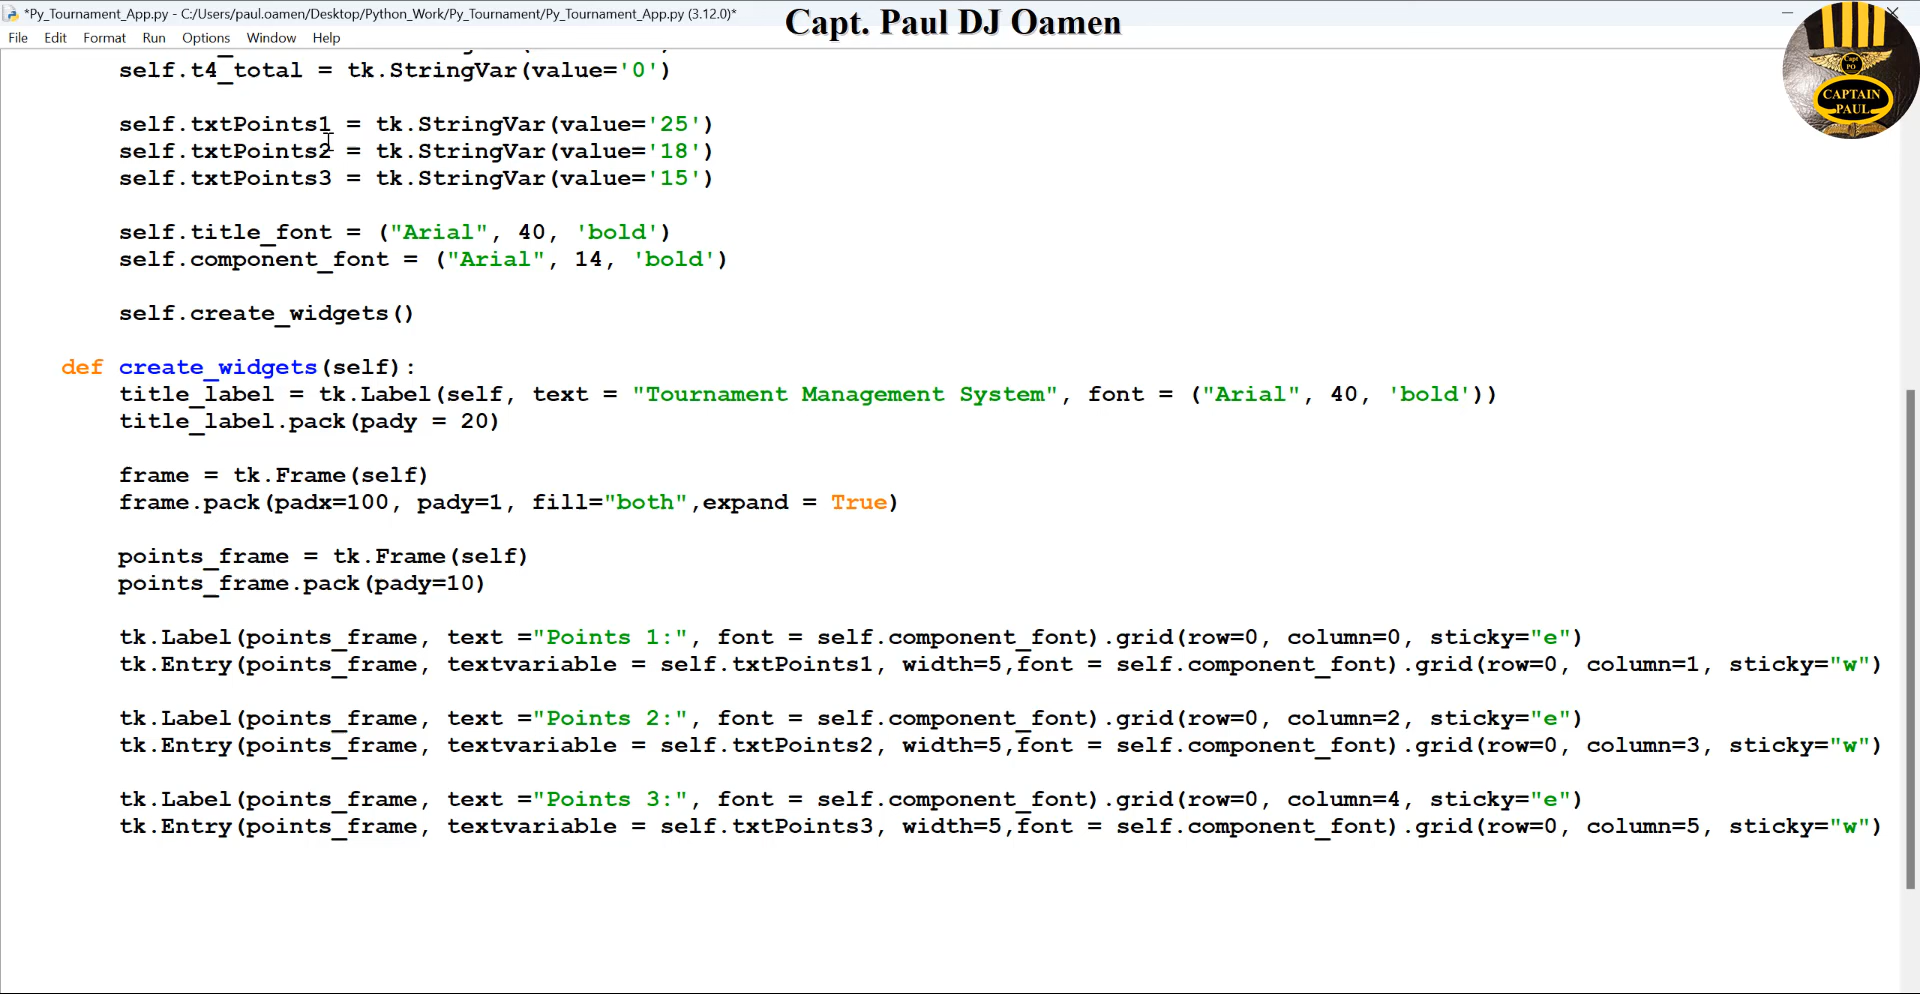 *Py_Tournament_App.py - C:/Users/paul.oamen/Desktop/Python_Work/Py_Tournament/Py_Tournament_App.py (3.12.0)*
Capt. Paul DJ Oamen
File Edit Format Run Options Window Help
Capt
PO
CAPTAIN
PAUL
self.t4_total = tk.StringVar(value='0')
self.txtPoints1 = tk.StringVar(value='25')
self.txtPoints2 = tk.StringVar(value='18')
self.txtPoints3 = tk.StringVar(value='15')
self.title_font = ("Arial", 40, 'bold')
self.component_font = ("Arial", 14, 'bold')
self.create_widgets()
def create_widgets(self):
title_label = tk.Label(self, text = "Tournament Management System", font = ("Arial", 40, 'bold'))
title_label.pack(pady = 20)
frame = tk.Frame(self)
frame.pack(padx=100, pady=1, fill="both",expand = True)
points_frame = tk.Frame(self)
points_frame.pack(pady=10)
tk.Label(points_frame, text ="Points 1:", font = self.component_font).grid(row=0, column=0, sticky="e")
tk.Entry(points_frame, textvariable = self.txtPoints1, width=5,font = self.component_font).grid(row=0, column=1, sticky="w")
tk.Label(points_frame, text ="Points 2:", font = self.component_font).grid(row=0, column=2, sticky="e")
tk.Entry(points_frame, textvariable = self.txtPoints2, width=5,font = self.component_font).grid(row=0, column=3, sticky="w")
tk.Label(points_frame, text ="Points 3:", font = self.component_font).grid(row=0, column=4, sticky="e")
tk.Entry(points_frame, textvariable = self.txtPoints3, width=5,font = self.component_font).grid(row=0, column=5, sticky="w")